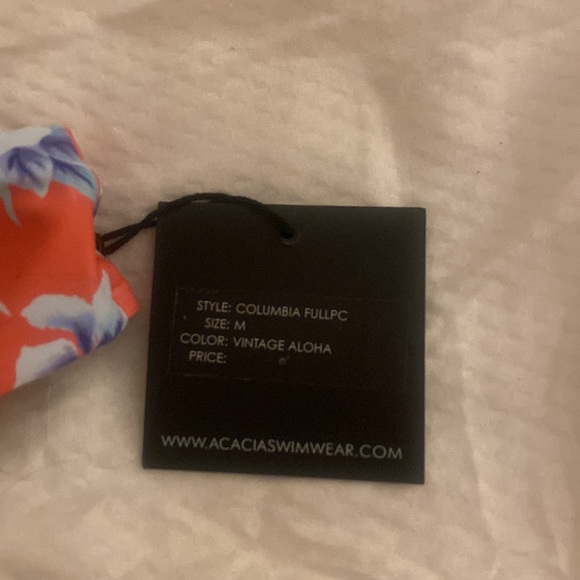 STYLE: COLUMBIA FULLPC
SIZE: M
COLOR: VINTAGE ALOHA
PRICE:
WWW.ACACIASWIMWEAR.COM